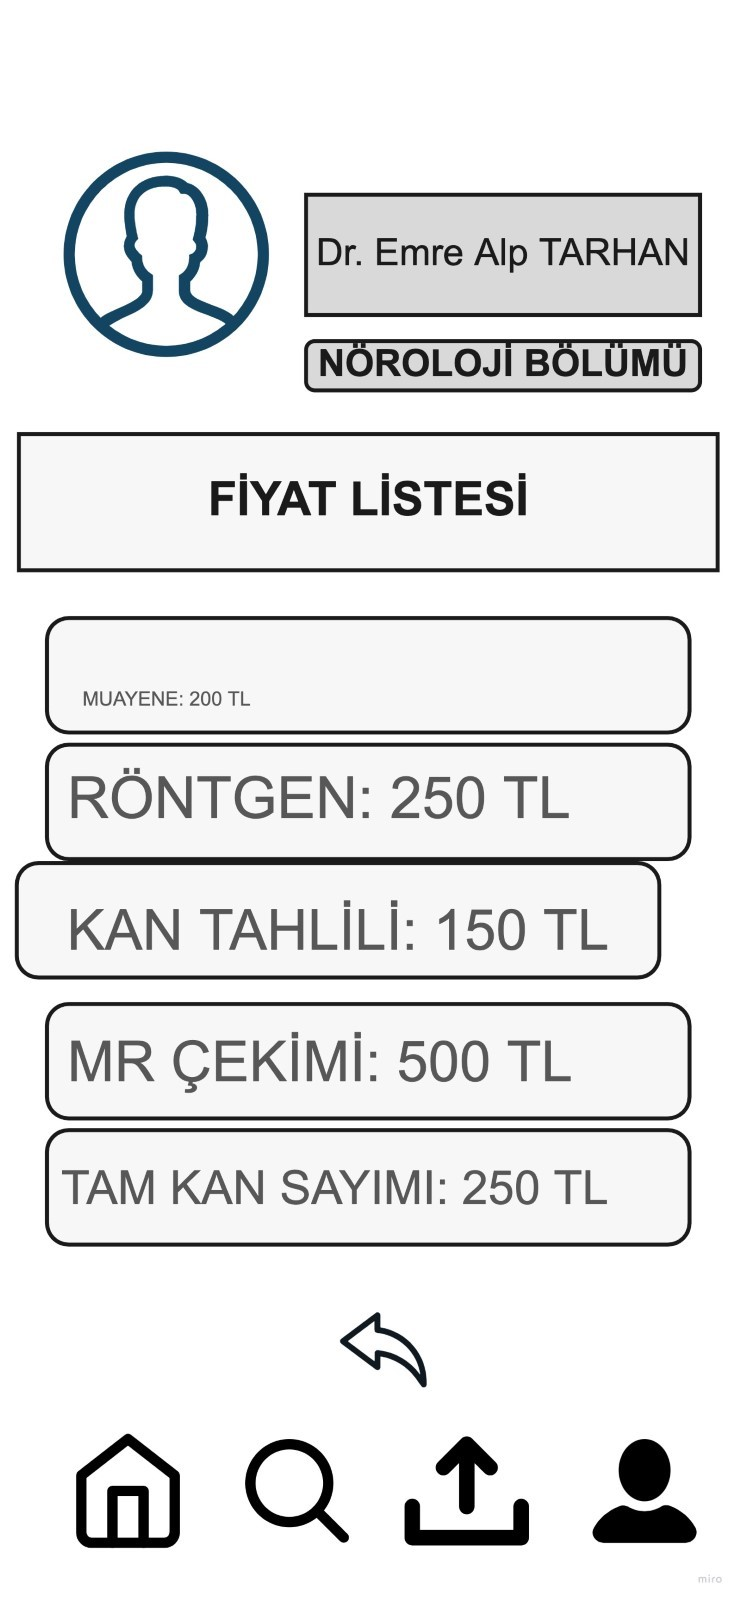 Dr. Emre Alp TARHAN
NÖROLOJİ BÖLÜMÜ
FİYAT LİSTESİ
MUAYENE: 200 TL
RÖNTGEN: 250 TL
KAN TAHLİLİ: 150 TL
MR ÇEKİMİ: 500 TL
TAM KAN SAYIMI: 250 TL
miro